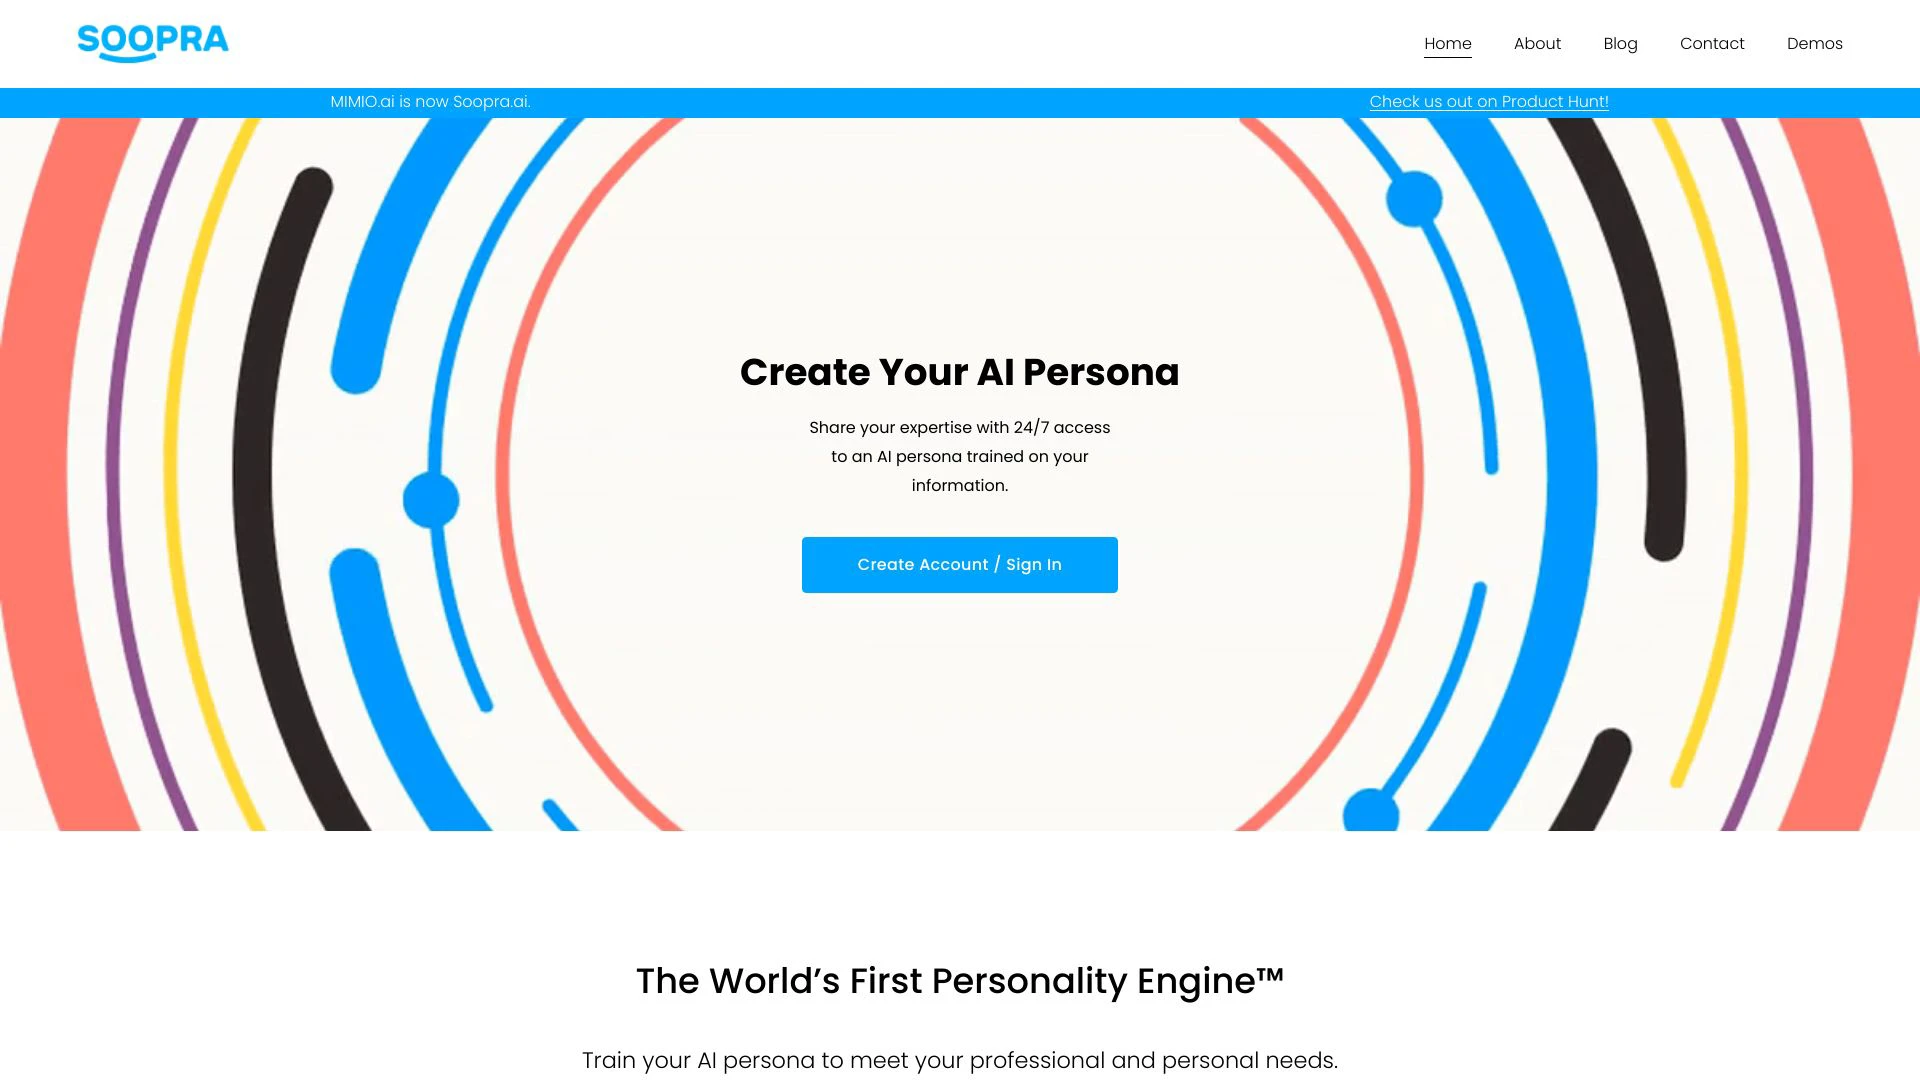 SOOPRA
Home
About
Blog
Contact
Demos
MIMIO.ai is now Soopra.ai.
Check us out on Product Hunt!
Create Your AI Persona
Share your expertise with 24/7 access
to an AI persona trained on your
information.
Create Account / Sign In
The World’s First Personality Engine™
Train your AI persona to meet your professional and personal needs.